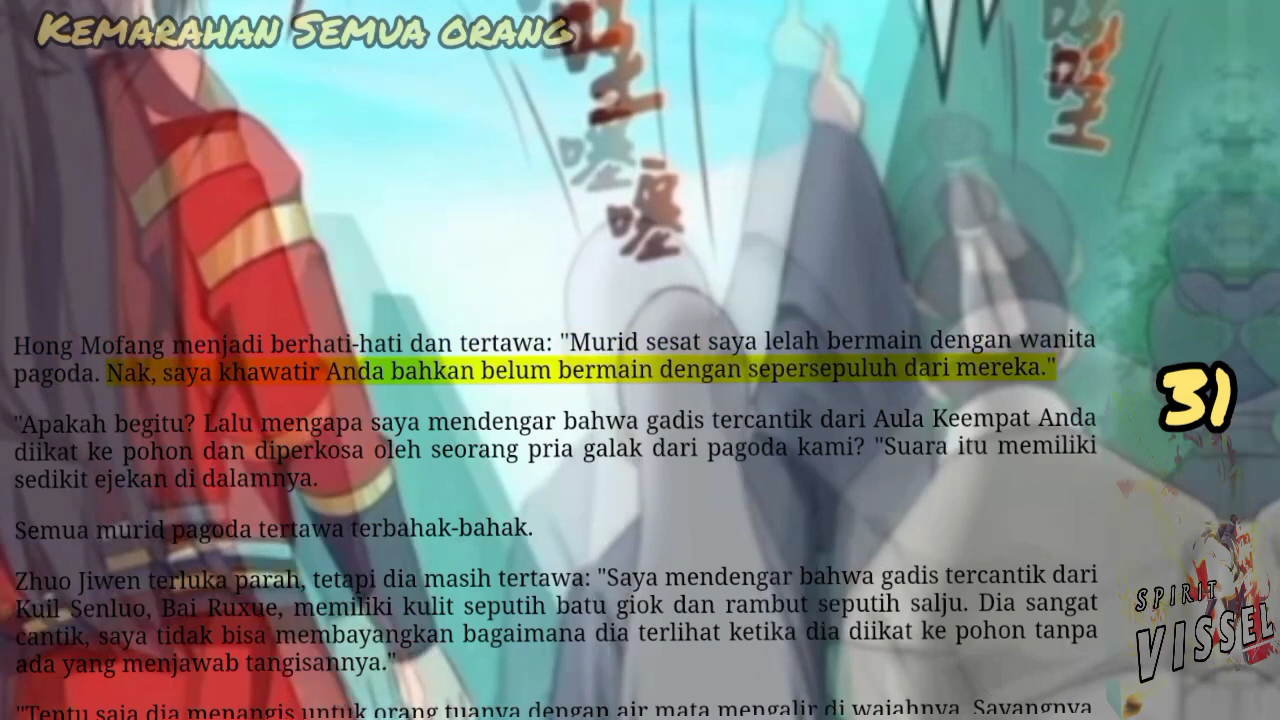 Kemarahan Semua orang
哇
噻
噻
哇
Hong Mofang menjadi berhati-hati dan tertawa: "Murid sesat saya lelah bermain dengan wanita
pagoda. Nak, saya khawatir Anda bahkan belum bermain dengan sepersepuluh dari mereka."
31
"Apakah begitu? Lalu mengapa saya mendengar bahwa gadis tercantik dari Aula Keempat Anda
diikat ke pohon dan diperkosa oleh seorang pria galak dari pagoda kami? "Suara itu memiliki
sedikit ejekan di dalamnya.
Semua murid pagoda tertawa terbahak-bahak.
Zhuo Jiwen terluka parah, tetapi dia masih tertawa: "Saya mendengar bahwa gadis tercantik dari
Kuil Senluo, Bai Ruxue, memiliki kulit seputih batu giok dan rambut seputih salju. Dia sangat
cantik, saya tidak bisa membayangkan bagaimana dia terlihat ketika dia diikat ke pohon tanpa
ada yang menjawab tangisannya."
"Tentu saja dia menangis untuk orang tuanya dengan air mata mengalir di wajahnya. Sayangnya,
SPIRIT
VISSEL